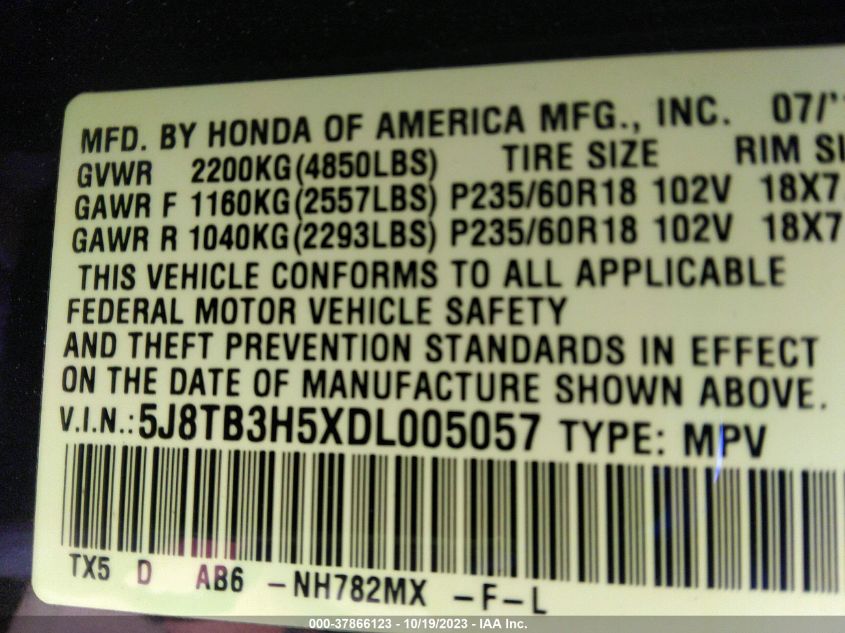 MFD. BY HONDA OF AMERICA MFG., INC. 07/'
GVWR 2200KG(4850LBS) TIRE SIZE RIM
GAWR F 1160KG(2557LBS) P235/60R18 102V 18X7
GAWR R 1040KG(2293LBS) P235/60R18 102V 18X7
THIS VEHICLE CONFORMS TO ALL APPLICABLE
FEDERAL MOTOR VEHICLE SAFETY
AND THEFT PREVENTION STANDARDS IN EFFECT
ON THE DATE OF MANUFACTURE SHOWN ABOVE.
V.I.N.: 5J8TB3H5XDL005057 TYPE: MPV
TX5 D AB6 -NH782MX -F-L
000-37866123 - 10/19/2023 - IAA Inc.